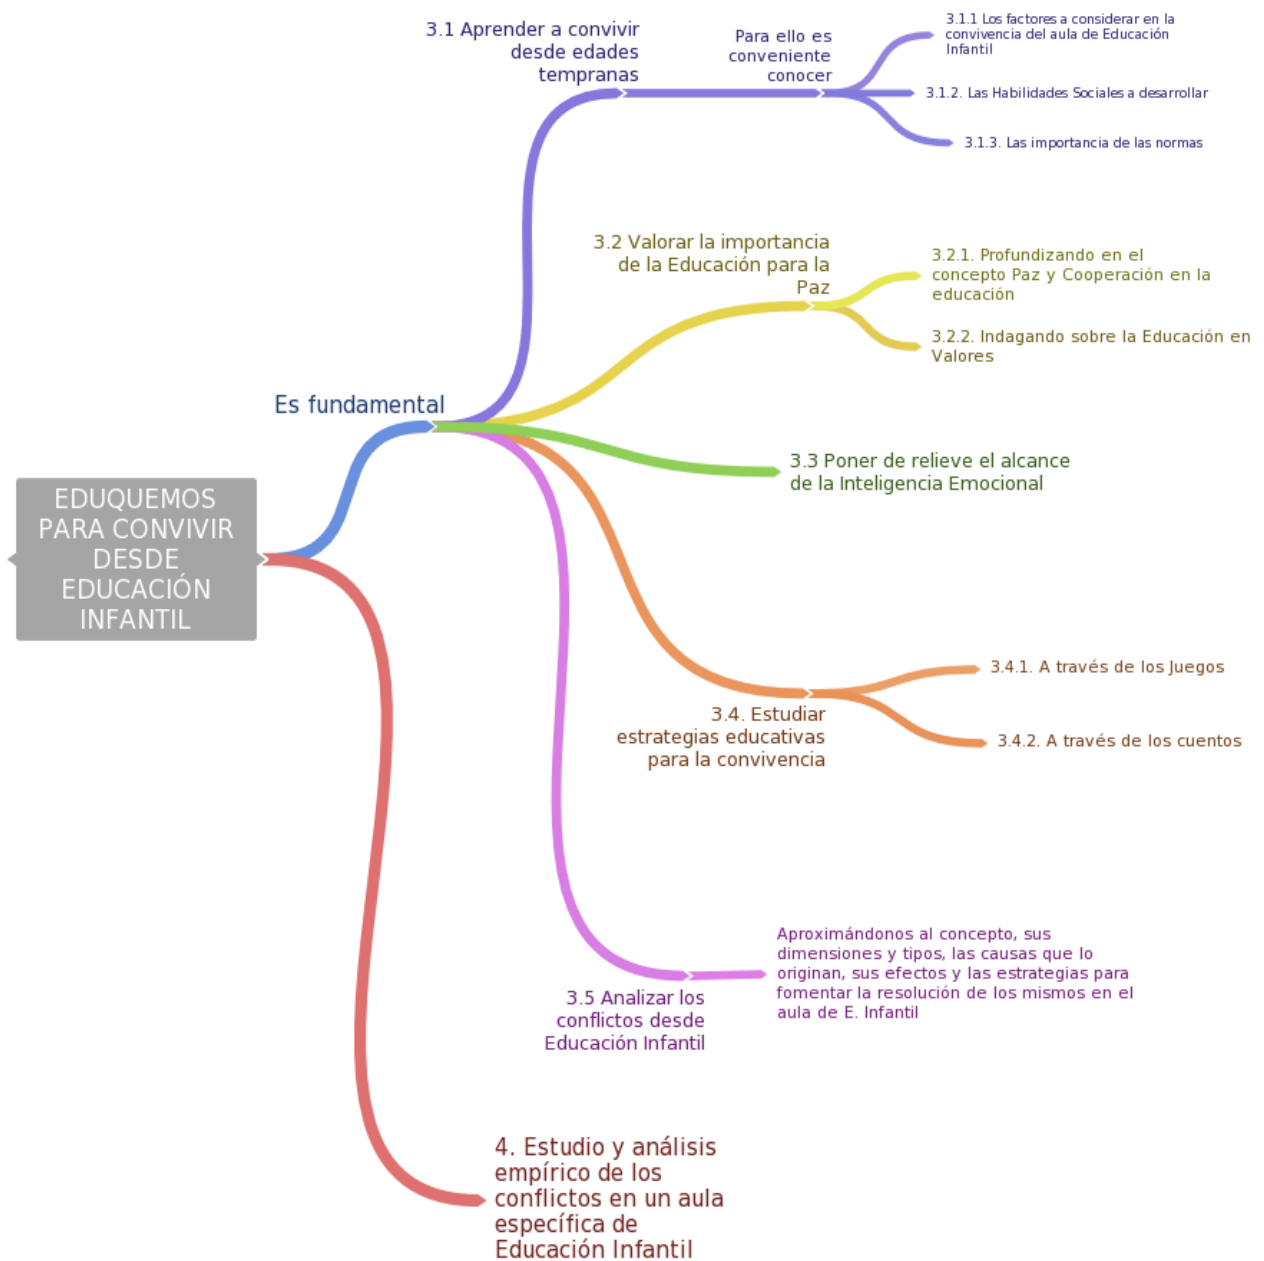 3.1 Aprender a convivir
desde edades
tempranas
Para ello es
conveniente
conocer
3.1.1 Los factores a considerar en la
convivencia del aula de Educación
Infantil
3.1.2. Las Habilidades Sociales a desarrollar
3.1.3. Las importancia de las normas
3.2 Valorar la importancia
de la Educación para la
Paz
3.2.1. Profundizando en el
concepto Paz y Cooperación en la
educación
3.2.2. Indagando sobre la Educación en
Valores
Es fundamental
3.3 Poner de relieve el alcance
de la Inteligencia Emocional
EDUQUEMOS
PARA CONVIVIR
DESDE
EDUCACIÓN
INFANTIL
3.4. Estudiar
estrategias educativas
para la convivencia
3.4.1. A través de los Juegos
3.4.2. A través de los cuentos
3.5 Analizar los
conflictos desde
Educación Infantil
Aproximándonos al concepto, sus
dimensiones y tipos, las causas que lo
originan, sus efectos y las estrategias para
fomentar la resolución de los mismos en el
aula de E. Infantil
4. Estudio y análisis
empírico de los
conflictos en un aula
específica de
Educación Infantil